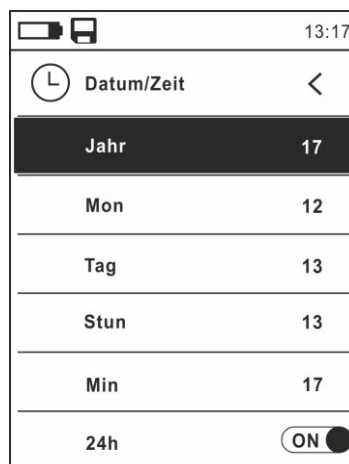 13:17
Datum/Zeit <
Jahr 17
Mon 12
Tag 13
Stun 13
Min 17
24h ON